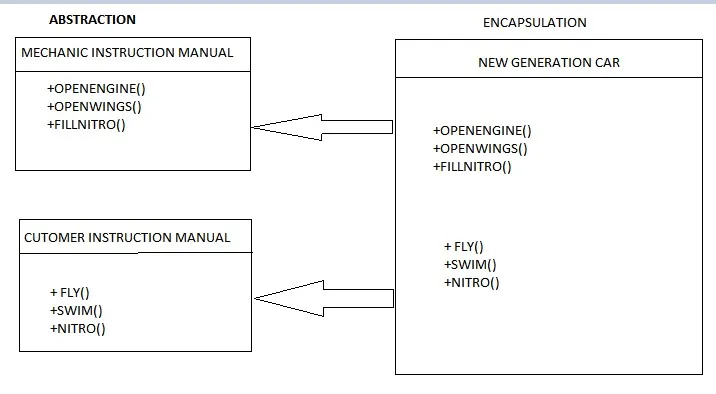 ABSTRACTION
MECHANIC INSTRUCTION MANUAL
+OPENENGINE()
+OPENWINGS()
+FILLNITRO()
CUTOMER INSTRUCTION MANUAL
+ FLY()
+SWIM()
+NITRO()
ENCAPSULATION
NEW GENERATION CAR
+OPENENGINE()
+OPENWINGS()
+FILLNITRO()
+ FLY()
+SWIM()
+NITRO()